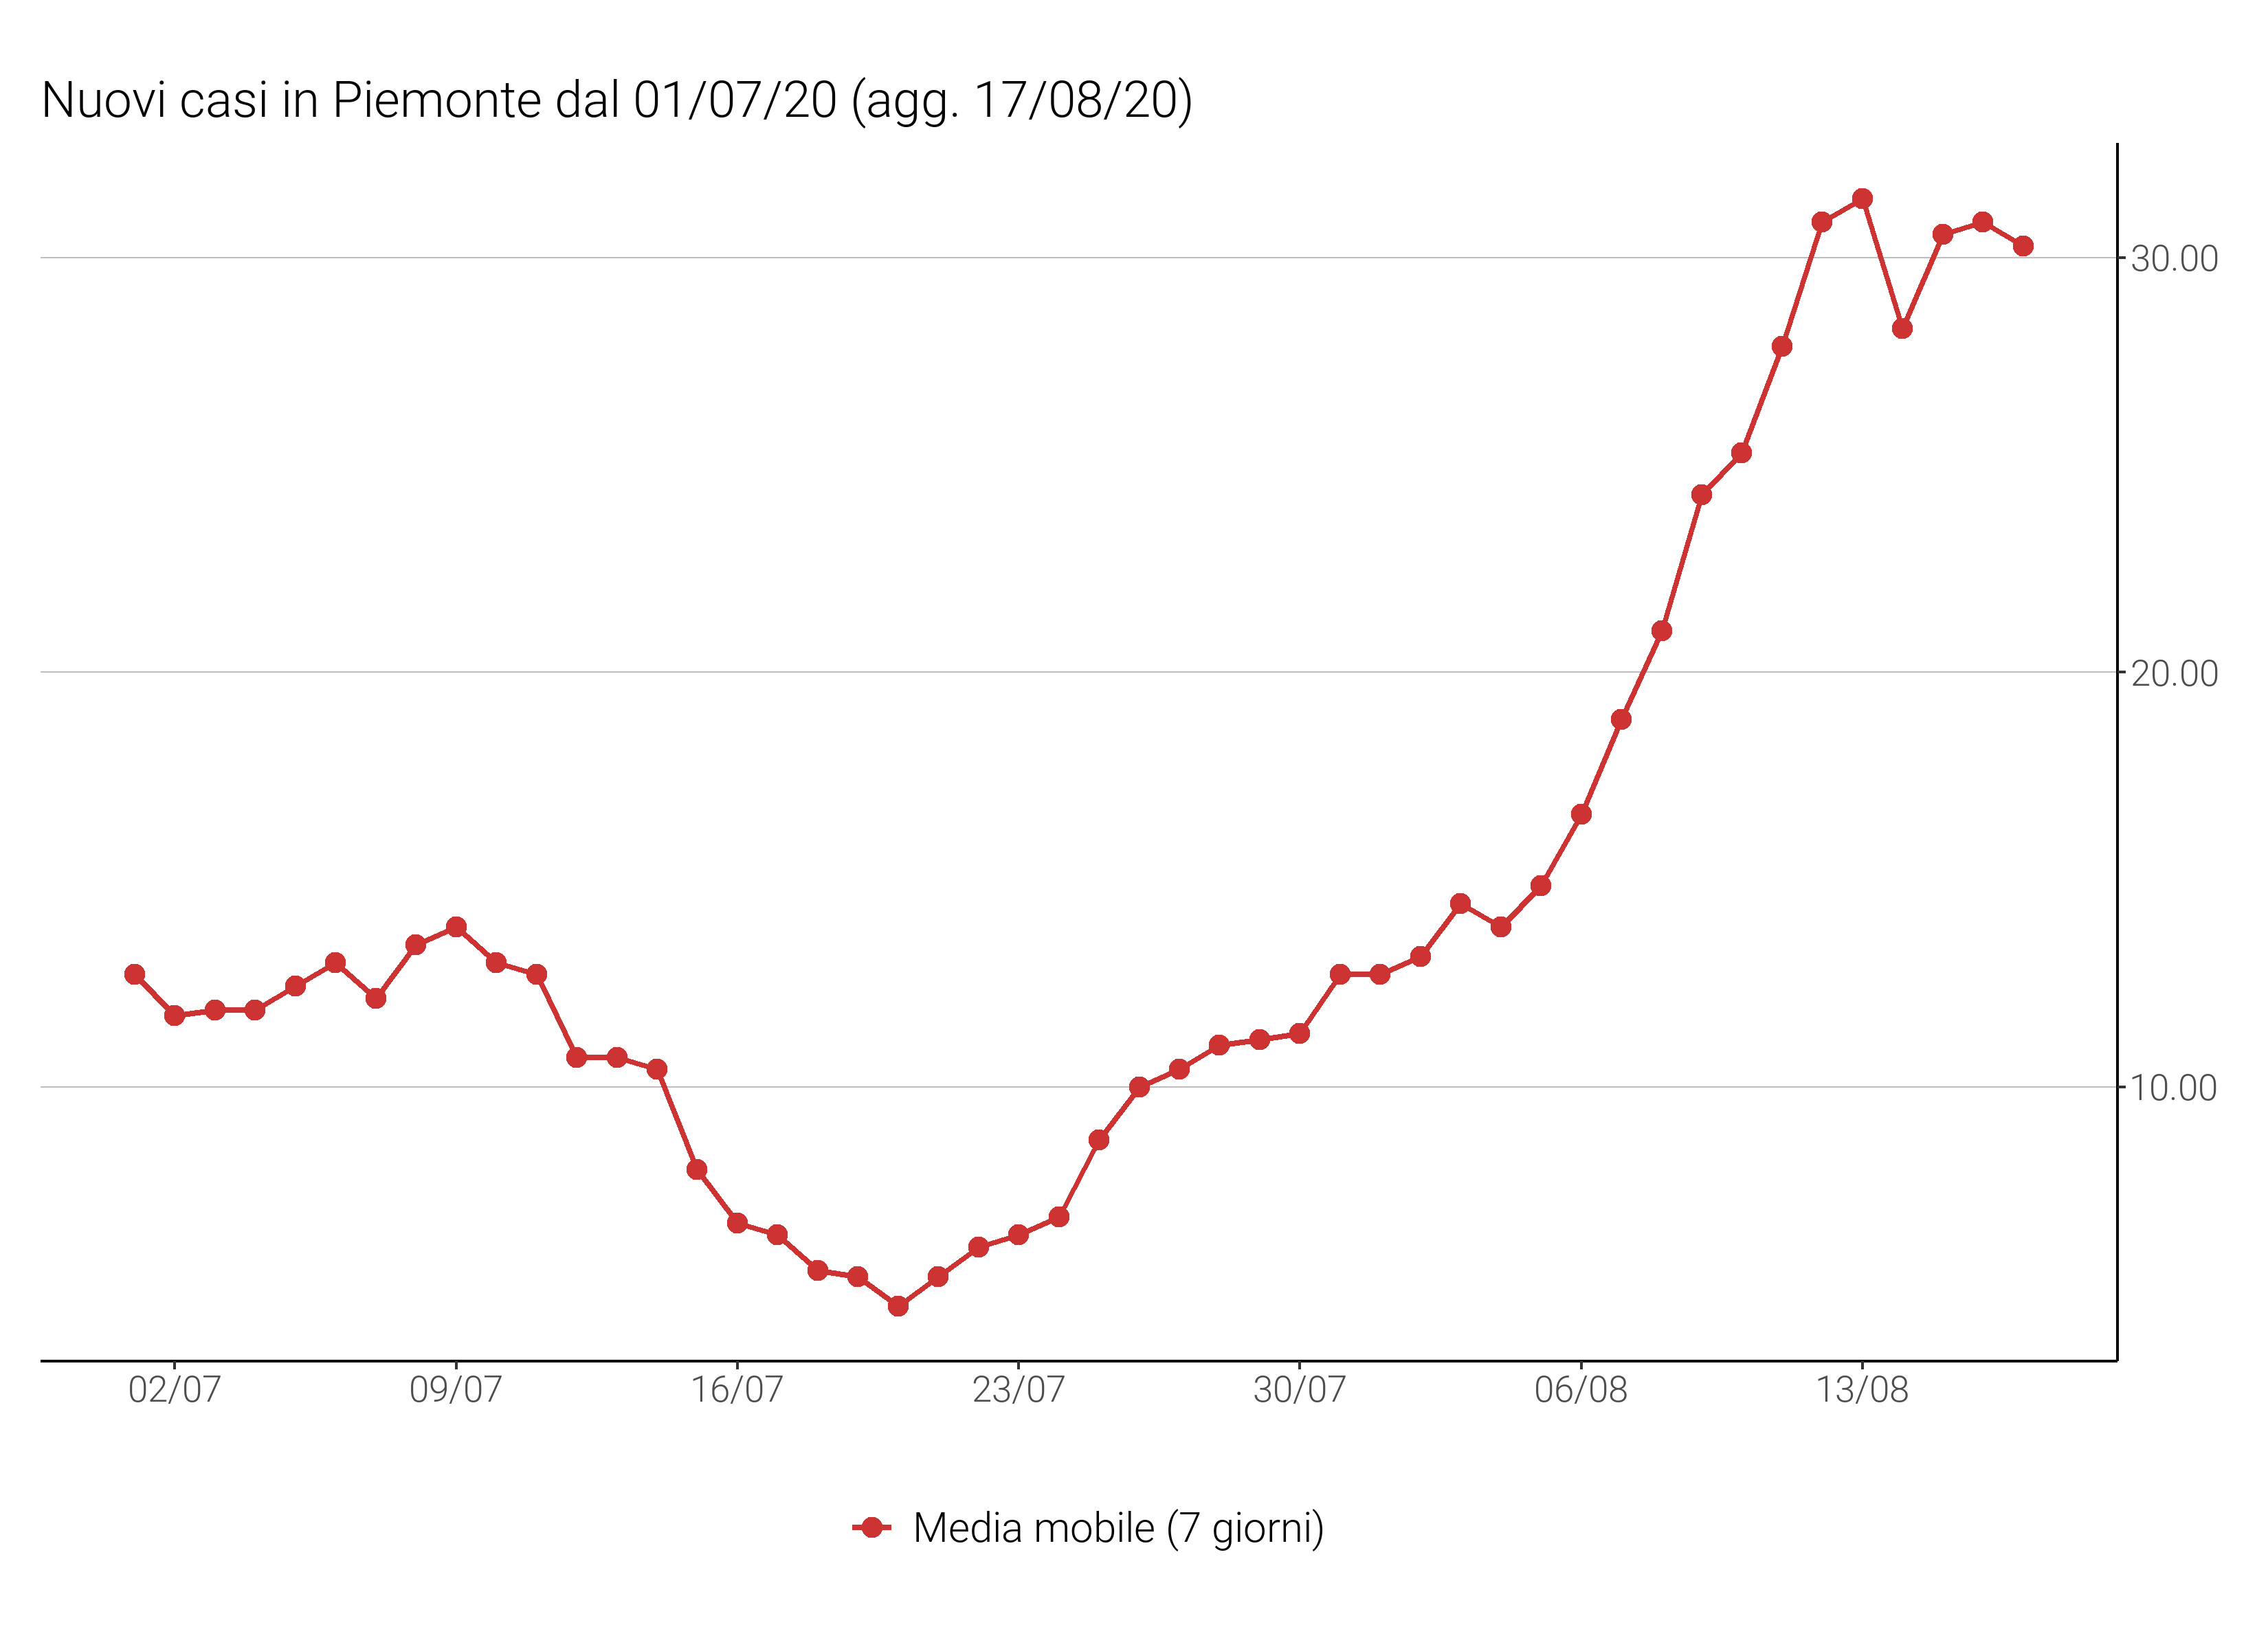 Nuovi casi in Piemonte dal 01/07/20 (agg. 17/08/20)
30.00
20.00
10.00
02/07 09/07 16/07 23/07 30/07 06/08 13/08
Media mobile (7 giorni)